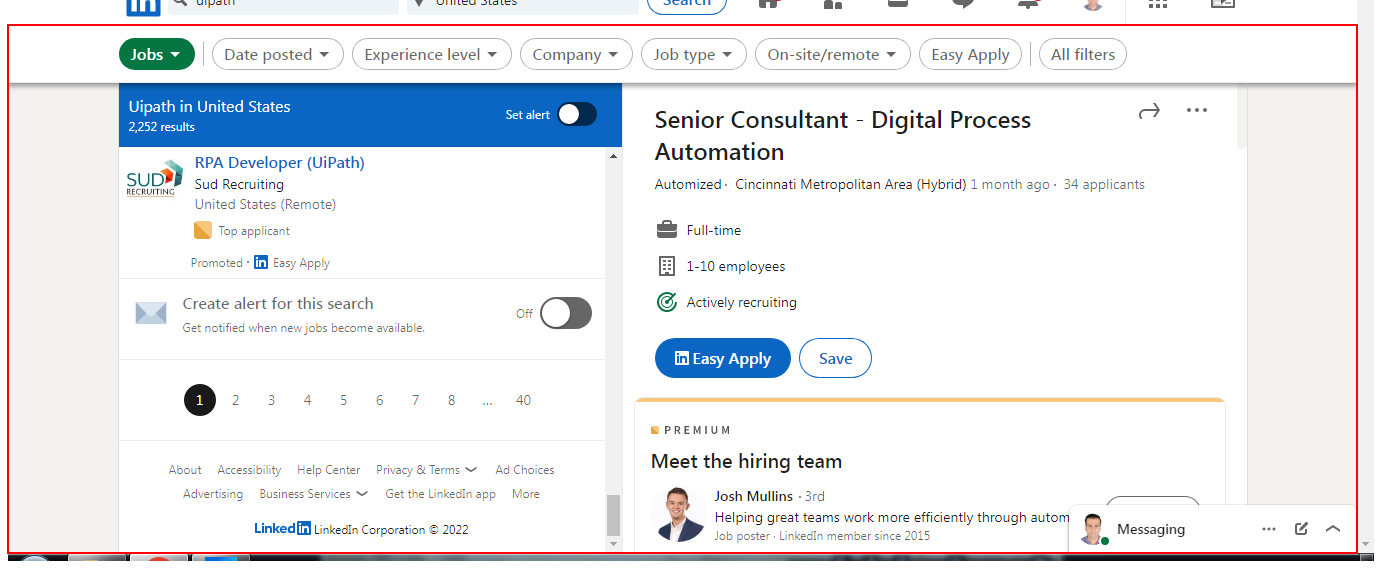 uipath
United States
Search
Jobs
Date posted
Experience level
Company
Job type
On-site/remote
Easy Apply
All filters
Uipath in United States
2,252 results
Set alert
SUD
RECRUITING
RPA Developer (UiPath)
Sud Recruiting
United States (Remote)
Top applicant
Promoted · in Easy Apply
Create alert for this search
Get notified when new jobs become available.
Off
1 2 3 4 5 6 7 8 … 40
About Accessibility Help Center Privacy & Terms Ad Choices
Advertising Business Services Get the LinkedIn app More
LinkedIn LinkedIn Corporation © 2022
Senior Consultant - Digital Process
Automation
Automized · Cincinnati Metropolitan Area (Hybrid) 1 month ago · 34 applicants
Full-time
1-10 employees
Actively recruiting
in Easy Apply
Save
PREMIUM
Meet the hiring team
Josh Mullins · 3rd
Helping great teams work more efficiently through autom
Job poster · LinkedIn member since 2015
Messaging